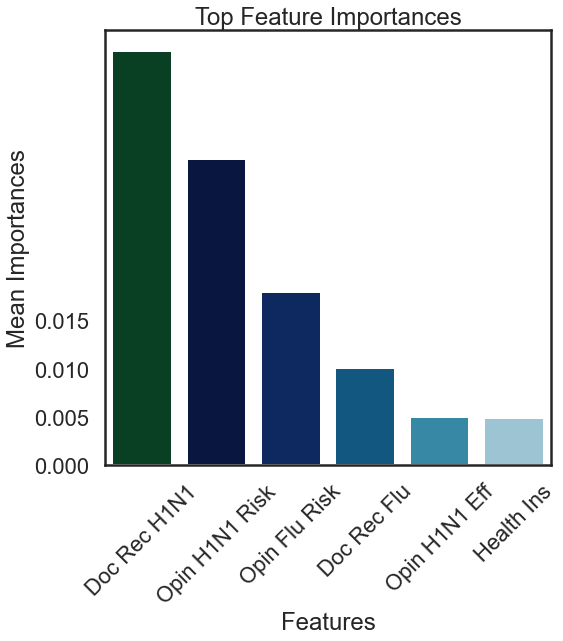 Top Feature Importances
Mean Importances
0.015
0.010
0.005
0.000
Doc Rec H1N1
Opin H1N1 Risk
Opin Flu Risk
Doc Rec Flu
Opin H1N1 Eff
Health Ins
Features